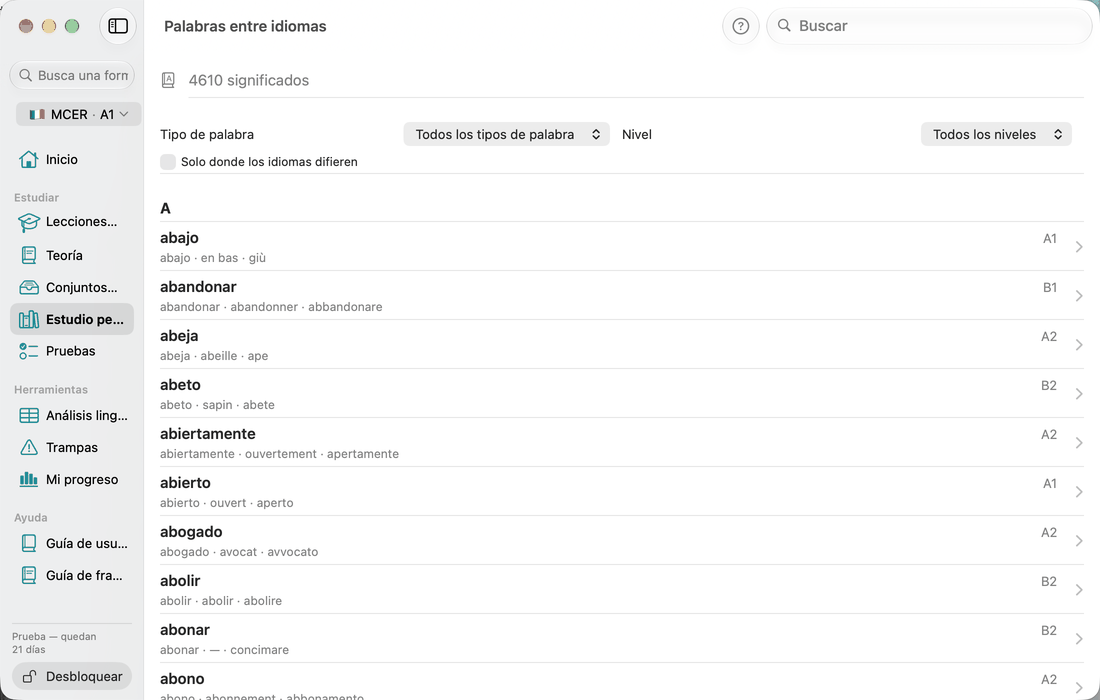 Palabras entre idiomas
Buscar
Busca una forn
MCER · A1
Inicio
Estudiar
Lecciones...
Teoría
Conjuntos...
Estudio pe...
Pruebas
Herramientas
Análisis ling...
Trampas
Mi progreso
Ayuda
Guía de usu...
Guía de fra...
Prueba — quedan
21 días
Desbloquear
4610 significados
Tipo de palabra
Todos los tipos de palabra
Nivel
Todos los niveles
Solo donde los idiomas difieren
A
abajo
A1
abajo · en bas · giù
abandonar
B1
abandonar · abandonner · abbandonare
abeja
A2
abeja · abeille · ape
abeto
B2
abeto · sapin · abete
abiertamente
A2
abiertamente · ouvertement · apertamente
abierto
A1
abierto · ouvert · aperto
abogado
A2
abogado · avocat · avvocato
abolir
B2
abolir · abolir · abolire
abonar
B2
abonar · — · concimare
abono
A2
abono · abonnement · abbonamento